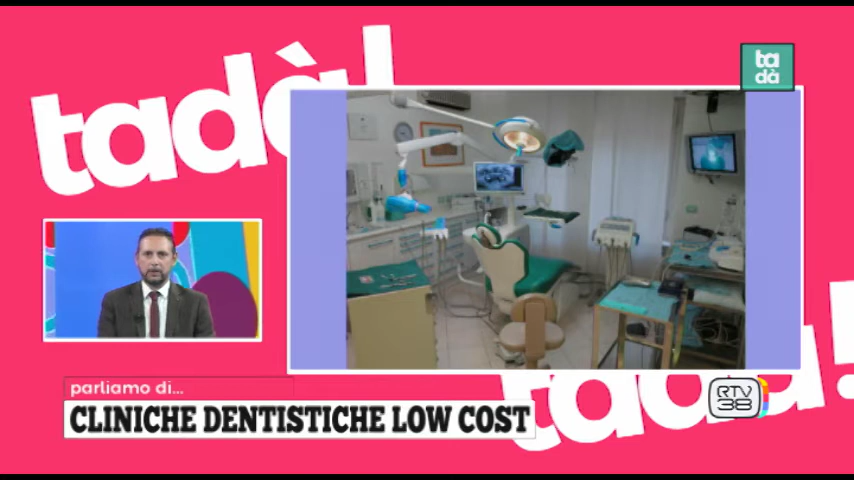 tadà!
ta
dà
parliamo di...
CLINICHE DENTISTICHE LOW COST
RTV
38
tadà!